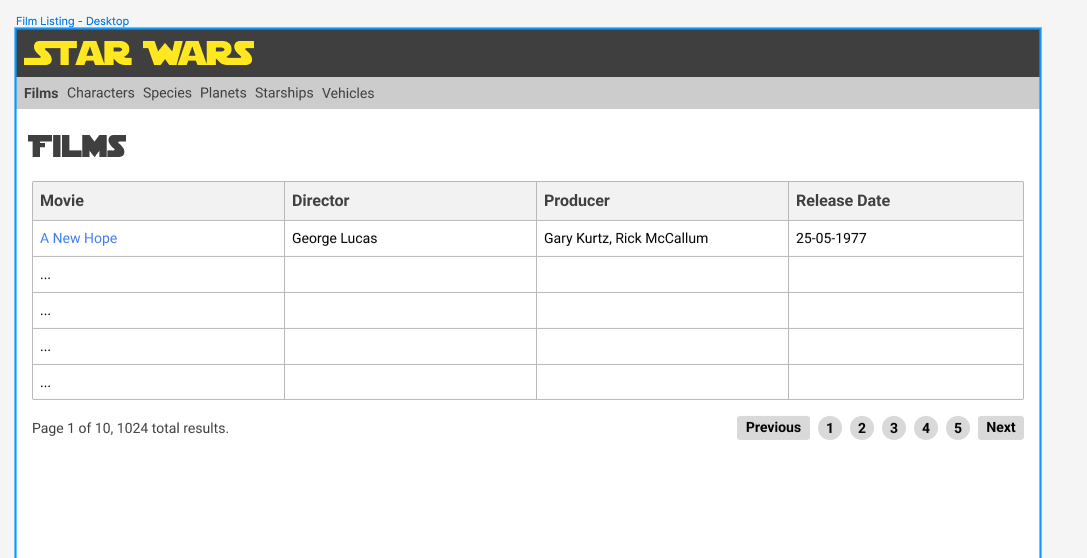 Film Listing - Desktop
STAR WARS
Films Characters Species Planets Starships Vehicles
FILMS
Movie Director Producer Release Date
A New Hope George Lucas Gary Kurtz, Rick McCallum 25-05-1977
...
...
...
...
Page 1 of 10, 1024 total results. Previous 1 2 3 4 5 Next